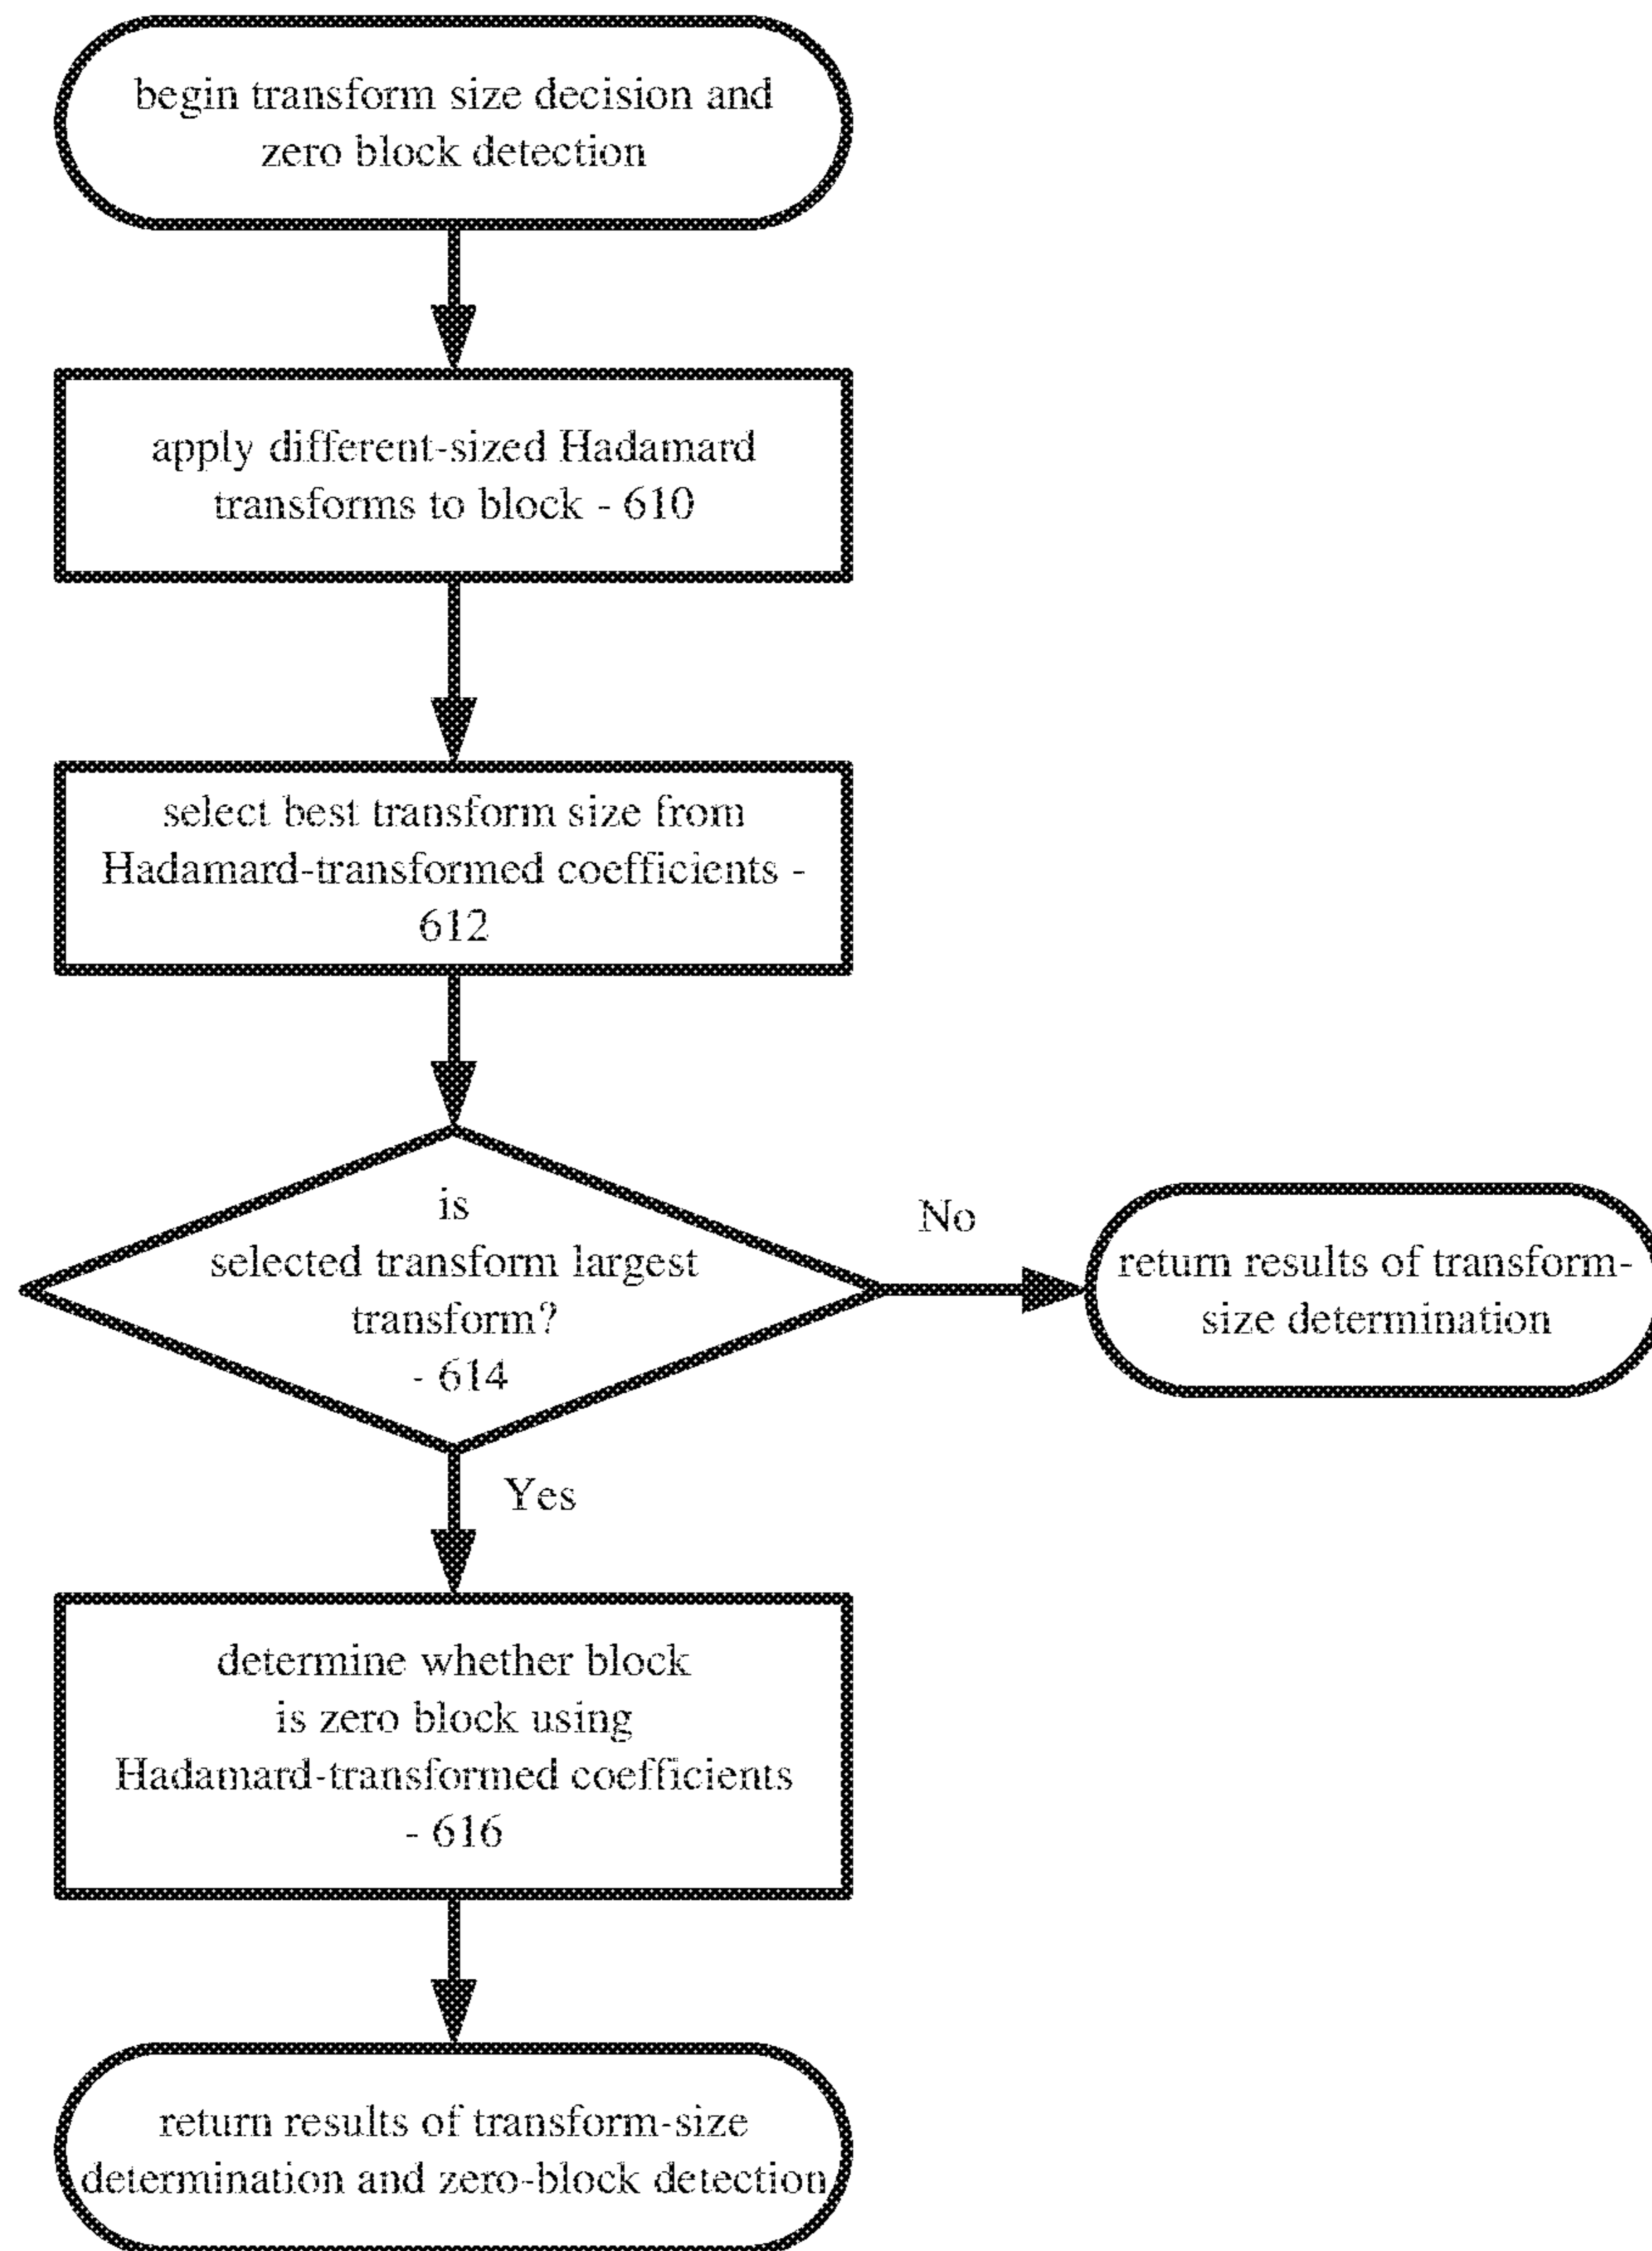 begin transform size decision and
zero block detection
apply different-sized Hadamard
transforms to block - 610
select best transform size from
Hadamard-transformed coefficients -
612
is
selected transform largest
transform?
- 614
No
return results of transform-
size determination
Yes
determine whether block
is zero block using
Hadamard-transformed coefficients
- 616
return results of transform-size
determination and zero-block detection